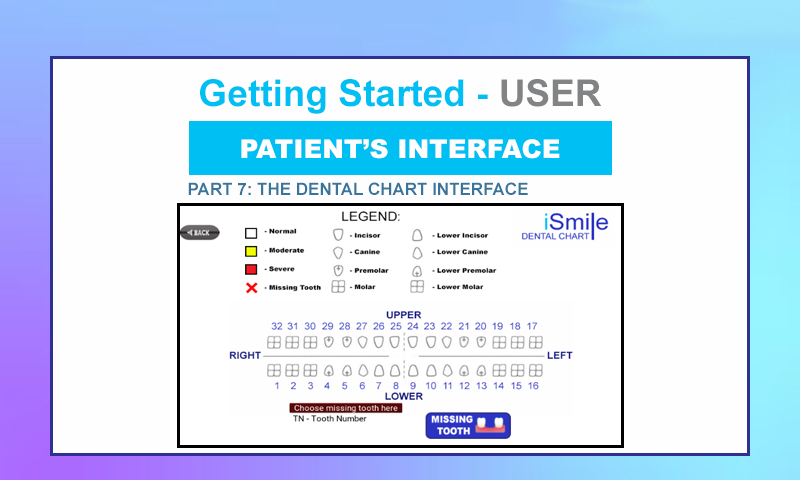 Getting Started - USER
PATIENT'S INTERFACE
PART 7: THE DENTAL CHART INTERFACE
LEGEND:
iSmile
DENTAL CHART
BACK
- Normal
- Incisor
- Lower Incisor
- Moderate
- Canine
- Lower Canine
- Severe
- Premolar
- Lower Premolar
- Missing Tooth
- Molar
- Lower Molar
UPPER
32 31 30 29 28 27 26 25 24 23 22 21 20 19 18 17
RIGHT
LEFT
1 2 3 4 5 6 7 8 9 10 11 12 13 14 15 16
LOWER
Choose missing tooth here
TN - Tooth Number
MISSING
TOOTH